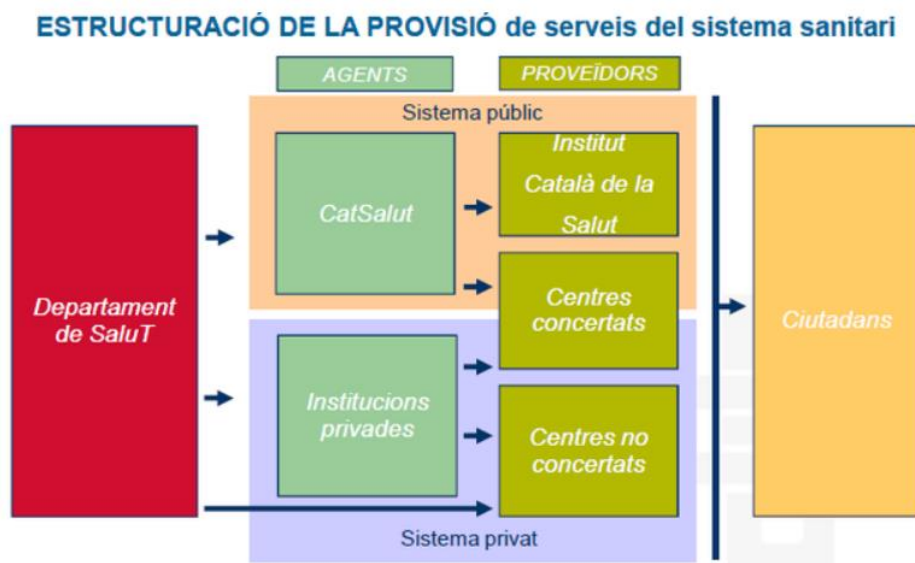 ESTRUCTURACIÓ DE LA PROVISIÓ de serveis del sistema sanitari
AGENTS
PROVEÏDORS
Sistema públic
Departament
de SaluT
CatSalut
Institut
Català de la
Salut
Centres
concertats
Ciutadans
Institucions
privades
Centres no
concertats
Sistema privat